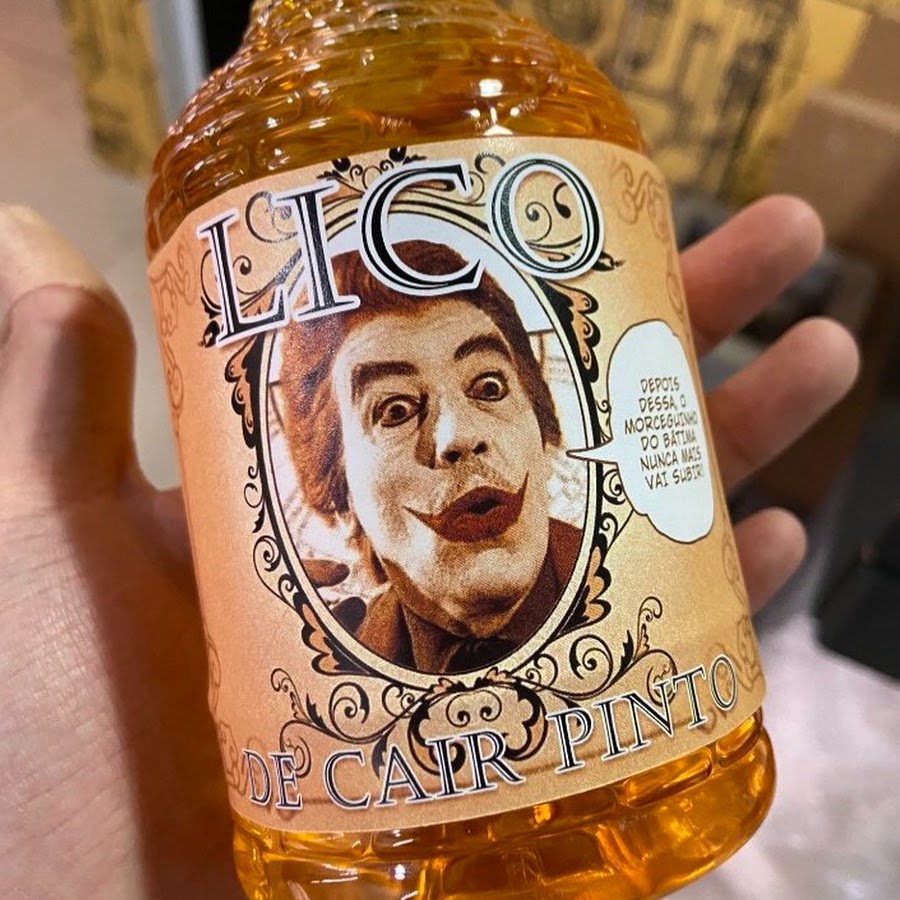 LICO
DEPOIS
DESSA, O
MORCEGUINHO
DO BÁTIMA
NUNCA MAIS
VAI SUBIR!
DE CAIR PINTO